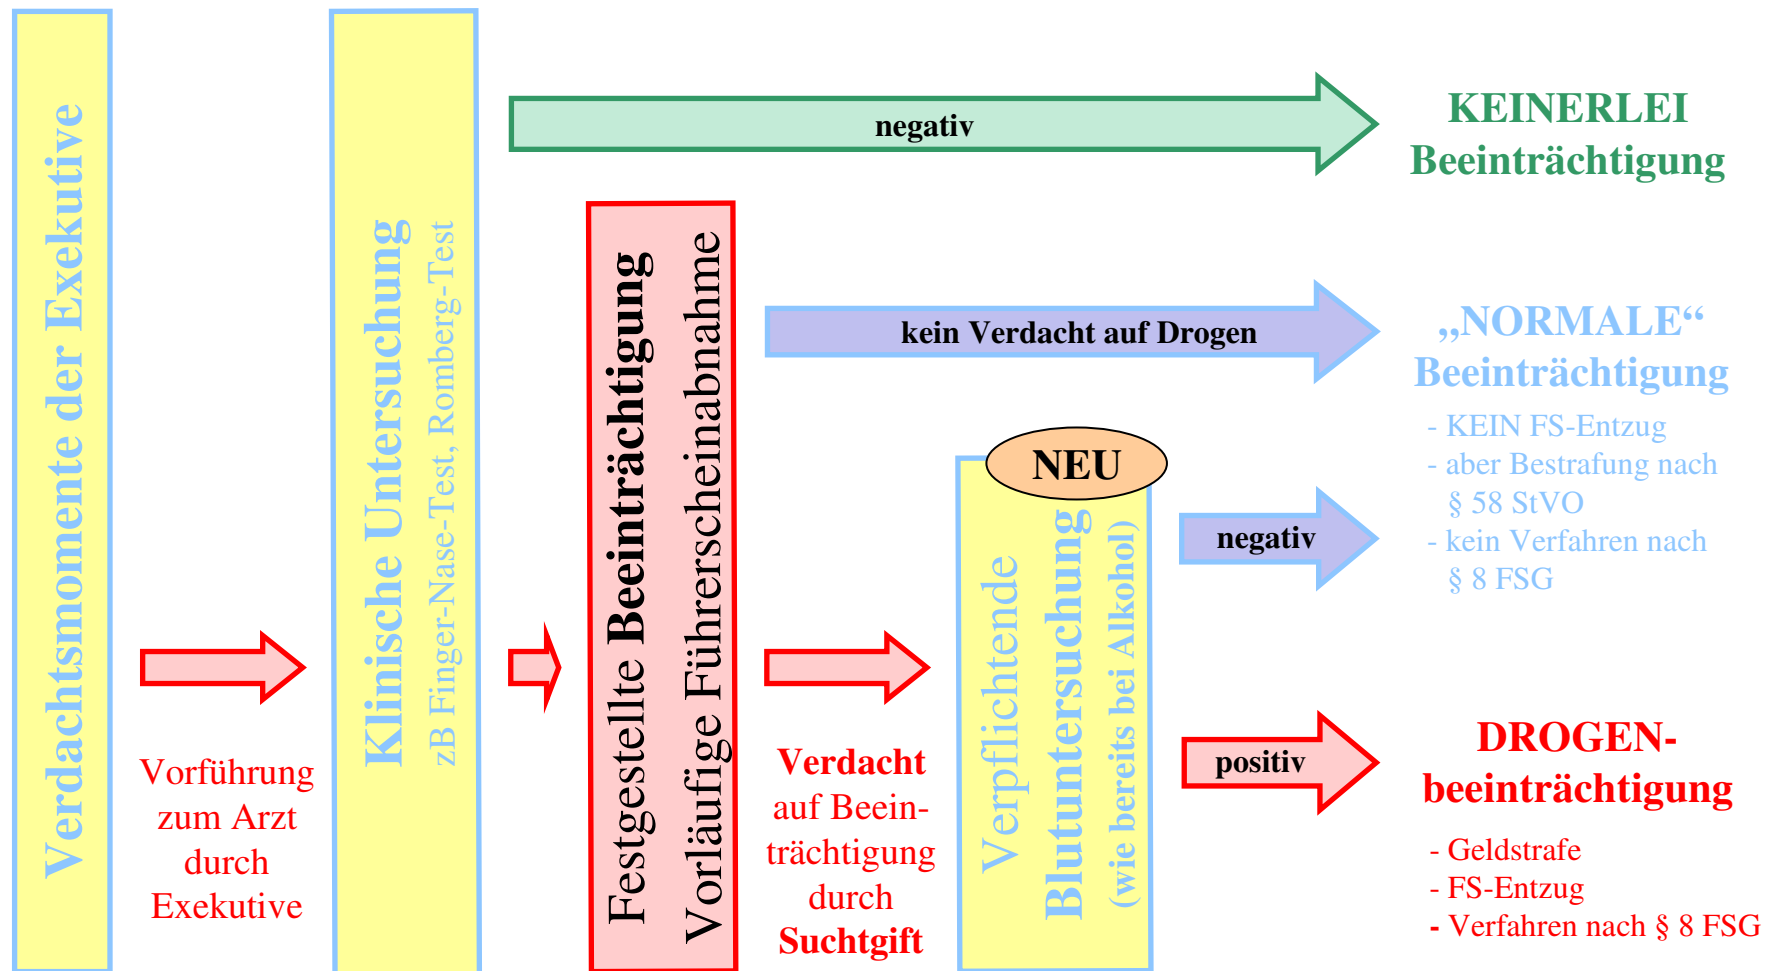 Verdachtsmomente der Exekutive
Vorführung
zum Arzt
durch
Exekutive
Klinische Untersuchung
zB Finger-Nase-Test, Romberg-Test
negativ
KEINERLEI
Beeinträchtigung
Festgestellte Beeinträchtigung
Vorläufige Führerscheinabnahme
kein Verdacht auf Drogen
„NORMALE“
Beeinträchtigung
- KEIN FS-Entzug
- aber Bestrafung nach
§ 58 StVO
- kein Verfahren nach
§ 8 FSG
Verdacht
auf Beein-
trächtigung
durch
Suchtgift
NEU
Verpflichtende
Blutuntersuchung
(wie bereits bei Alkohol)
negativ
positiv
DROGEN-
beeinträchtigung
- Geldstrafe
- FS-Entzug
- Verfahren nach § 8 FSG